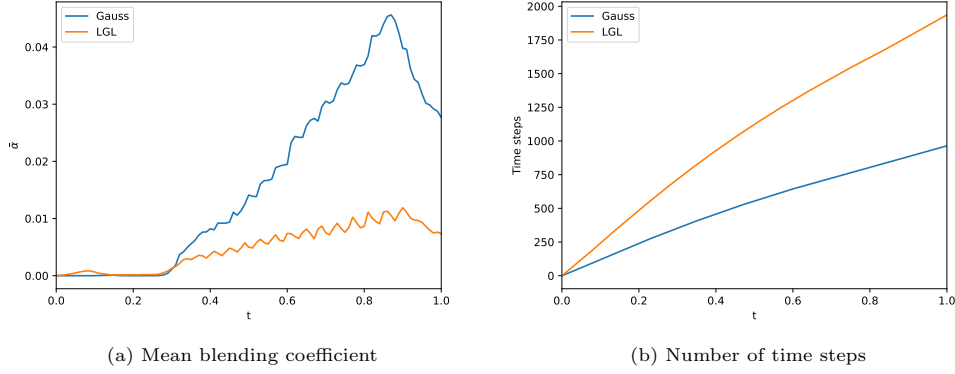 Gauss
LGL
0.04
0.03
0.02
0.01
0.00
ᾱ
0.0 0.2 0.4 0.6 0.8 1.0
t
(a) Mean blending coefficient
Gauss
LGL
2000
1750
1500
1250
1000
750
500
250
0
Time steps
0.0 0.2 0.4 0.6 0.8 1.0
t
(b) Number of time steps